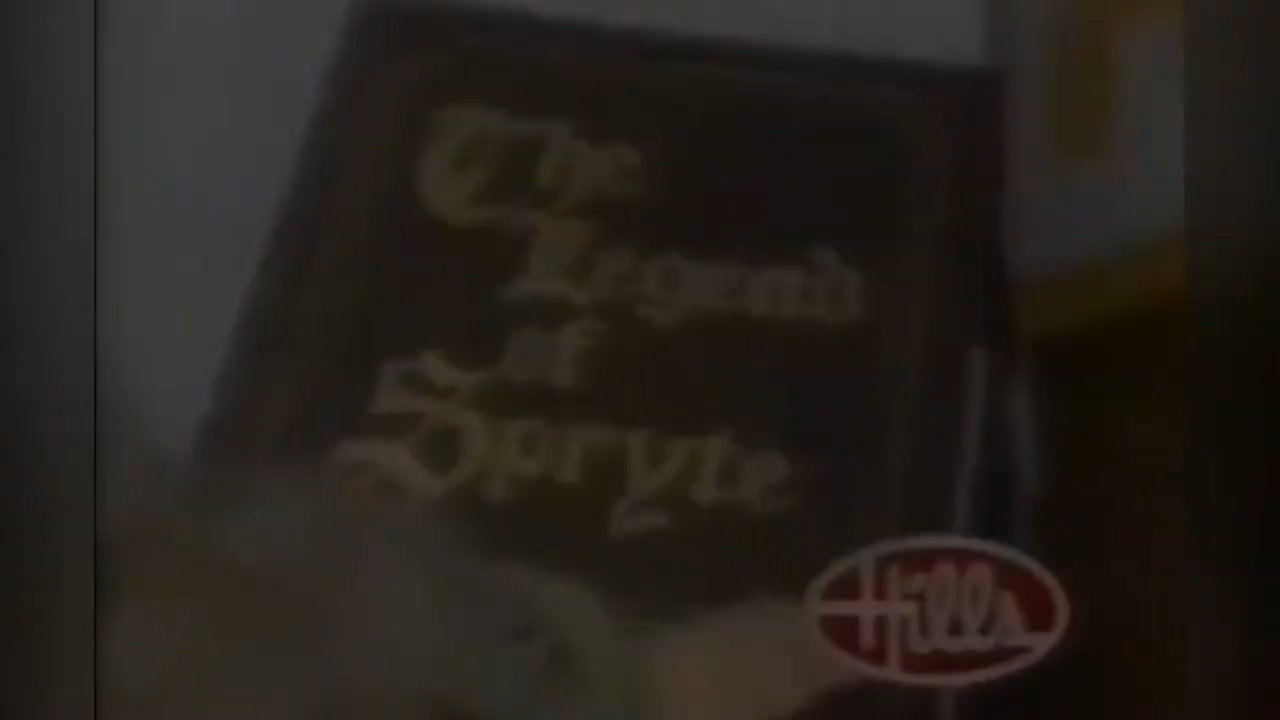 The
Legend
of
Spryte
Hills